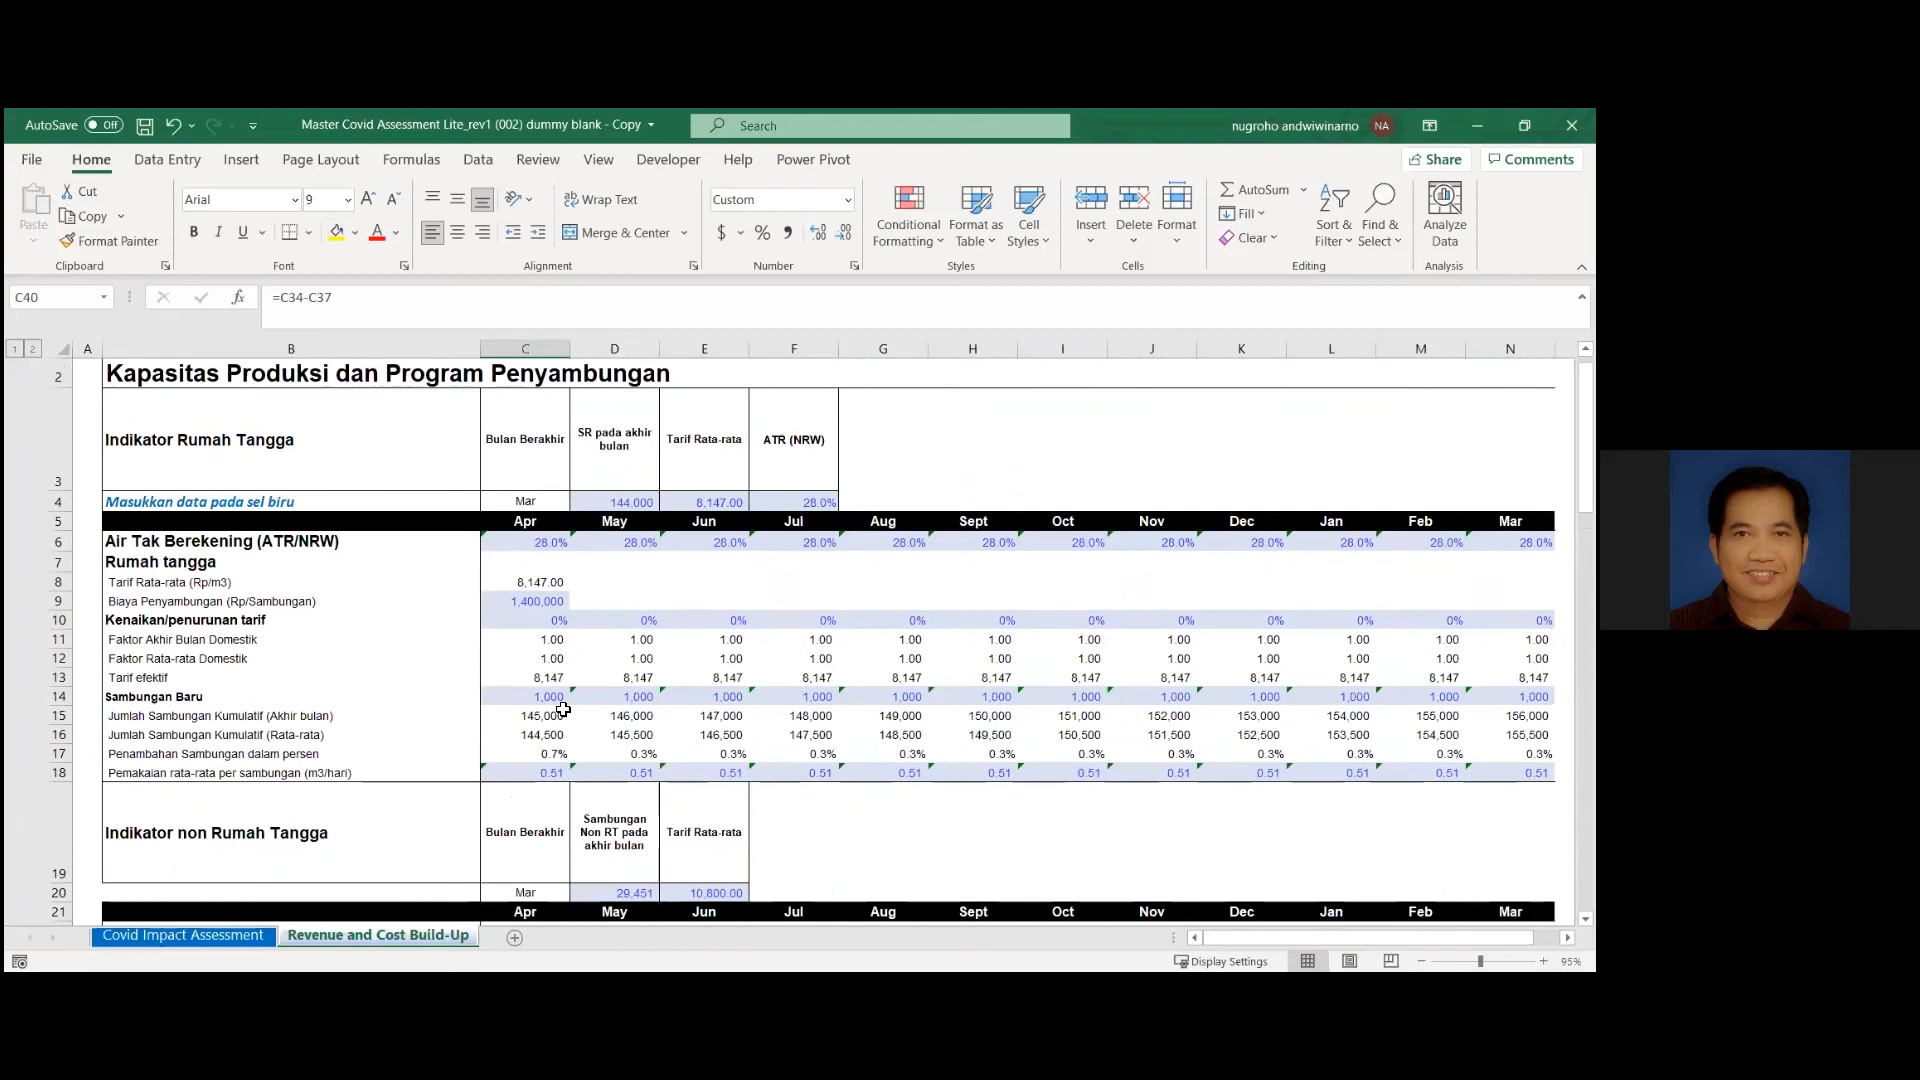 AutoSave Off Master Covid Assessment Lite_rev1 (002) dummy blank - Copy Search nugroho andwiwinarno NA
File Home Data Entry Insert Page Layout Formulas Data Review View Developer Help Power Pivot Share Comments
Paste Cut Copy Format Painter Clipboard
Arial 9 B I U Font
Wrap Text Merge & Center Alignment
Custom $ % Number
Conditional Formatting Format as Table Cell Styles Styles
Insert Delete Format Cells
AutoSum Fill Clear Sort & Filter Find & Select Editing
Analyze Data Analysis
C40 fx =C34-C37
1 2 A B C D E F G H I J K L M N
2 Kapasitas Produksi dan Program Penyambungan
3 Indikator Rumah Tangga Bulan Berakhir SR pada akhir bulan Tarif Rata-rata ATR (NRW)
4 Masukkan data pada sel biru Mar 144,000 8,147.00 28.0%
5 Apr May Jun Jul Aug Sept Oct Nov Dec Jan Feb Mar
6 Air Tak Berekening (ATR/NRW) 28.0% 28.0% 28.0% 28.0% 28.0% 28.0% 28.0% 28.0% 28.0% 28.0% 28.0% 28.0%
7 Rumah tangga
8 Tarif Rata-rata (Rp/m3) 8,147.00
9 Biaya Penyambungan (Rp/Sambungan) 1,400,000
10 Kenaikan/penurunan tarif 0% 0% 0% 0% 0% 0% 0% 0% 0% 0% 0% 0%
11 Faktor Akhir Bulan Domestik 1.00 1.00 1.00 1.00 1.00 1.00 1.00 1.00 1.00 1.00 1.00 1.00
12 Faktor Rata-rata Domestik 1.00 1.00 1.00 1.00 1.00 1.00 1.00 1.00 1.00 1.00 1.00 1.00
13 Tarif efektif 8,147 8,147 8,147 8,147 8,147 8,147 8,147 8,147 8,147 8,147 8,147 8,147
14 Sambungan Baru 1,000 1,000 1,000 1,000 1,000 1,000 1,000 1,000 1,000 1,000 1,000 1,000
15 Jumlah Sambungan Kumulatif (Akhir bulan) 145,000 146,000 147,000 148,000 149,000 150,000 151,000 152,000 153,000 154,000 155,000 156,000
16 Jumlah Sambungan Kumulatif (Rata-rata) 144,500 145,500 146,500 147,500 148,500 149,500 150,500 151,500 152,500 153,500 154,500 155,500
17 Penambahan Sambungan dalam persen 0.7% 0.3% 0.3% 0.3% 0.3% 0.3% 0.3% 0.3% 0.3% 0.3% 0.3% 0.3%
18 Pemakaian rata-rata per sambungan (m3/hari) 0.51 0.51 0.51 0.51 0.51 0.51 0.51 0.51 0.51 0.51 0.51 0.51
19 Indikator non Rumah Tangga Bulan Berakhir Sambungan Non RT pada akhir bulan Tarif Rata-rata
20 Mar 29,451 10,800.00
21 Apr May Jun Jul Aug Sept Oct Nov Dec Jan Feb Mar
Covid Impact Assessment Revenue and Cost Build-Up
Display Settings 95%